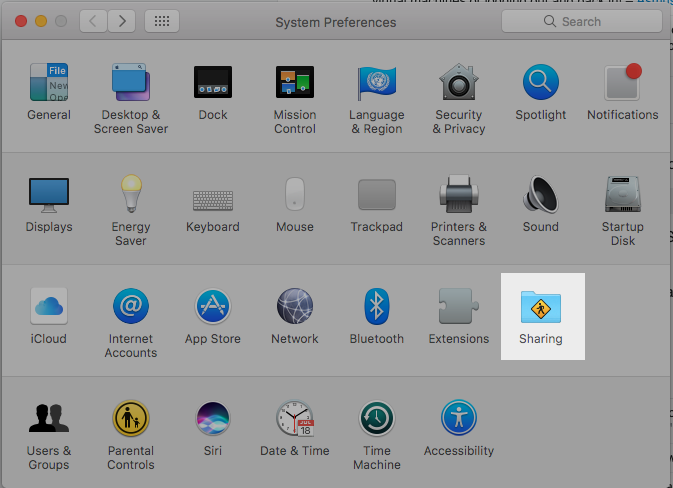 System Preferences
Search
General
Desktop &
Screen Saver
Dock
Mission
Control
Language
& Region
Security
& Privacy
Spotlight
Notifications
Displays
Energy
Saver
Keyboard
Mouse
Trackpad
Printers &
Scanners
Sound
Startup
Disk
iCloud
Internet
Accounts
App Store
Network
Bluetooth
Extensions
Sharing
Users &
Groups
Parental
Controls
Siri
Date & Time
Time
Machine
Accessibility
File
New
Ope
JUL
18